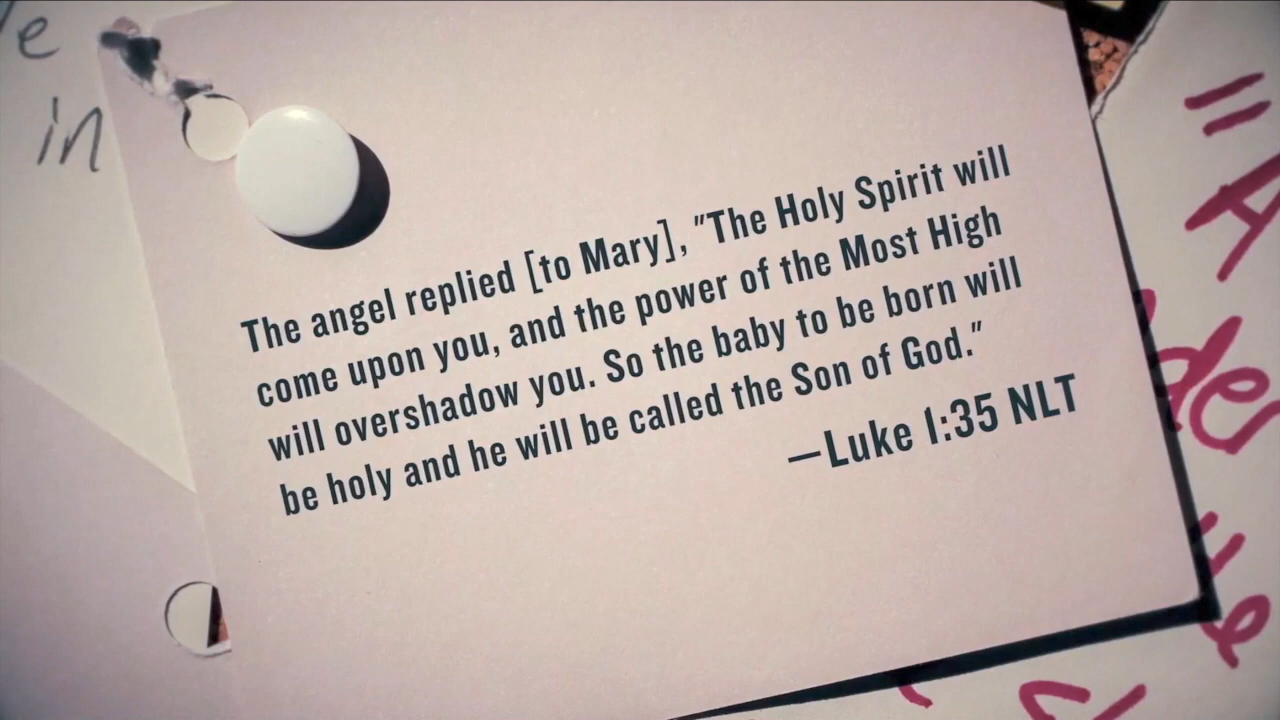 e
in
The angel replied [to Mary], "The Holy Spirit will
come upon you, and the power of the Most High
will overshadow you. So the baby to be born will
be holy and he will be called the Son of God."
—Luke 1:35 NLT
"A
de